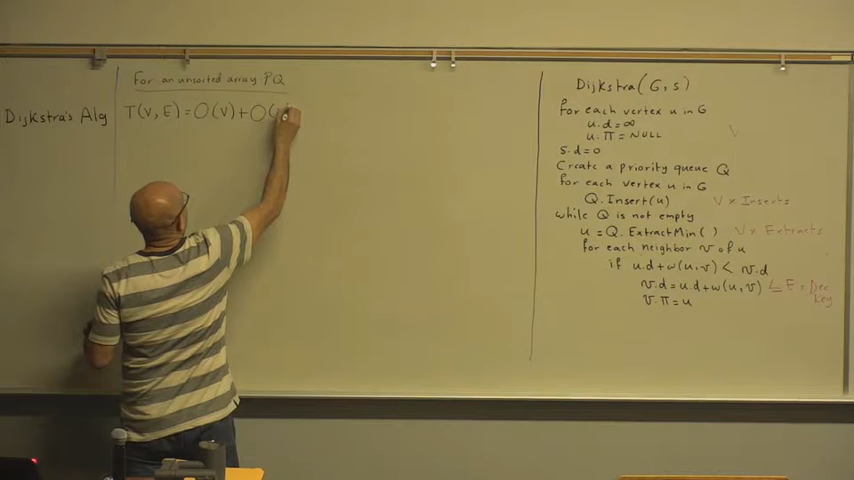 For an unsorted array PQ
Dijkstra's Alg
T(V, E) = O(V) + O(
Dijkstra(G, s)
for each vertex u in G
u.d = ∞
u.π = NULL
V
s.d = 0
Create a priority queue Q
for each vertex u in G
Q.Insert(u) V x Inserts
while Q is not empty
u = Q.ExtractMin( ) V x Extracts
for each neighbor v of u
if u.d + w(u, v) < v.d
v.d = u.d + w(u, v) ≤ E x Dec key
v.π = u